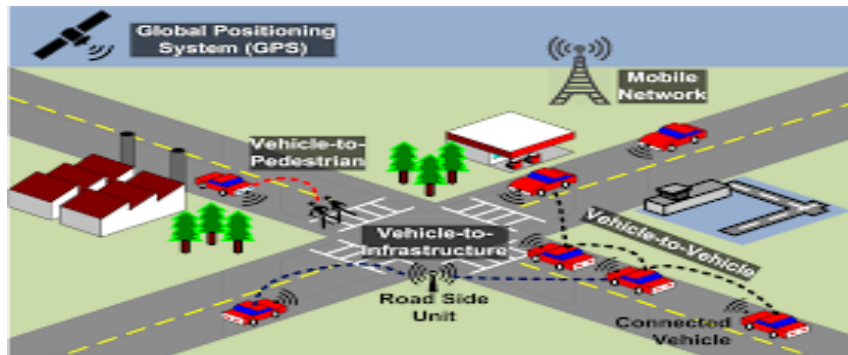 Global Positioning
System (GPS)
Mobile
Network
Vehicle-to-
Pedestrian
Vehicle-to-
Infrastructure
Vehicle-to-Vehicle
Road Side
Unit
Connected
Vehicle